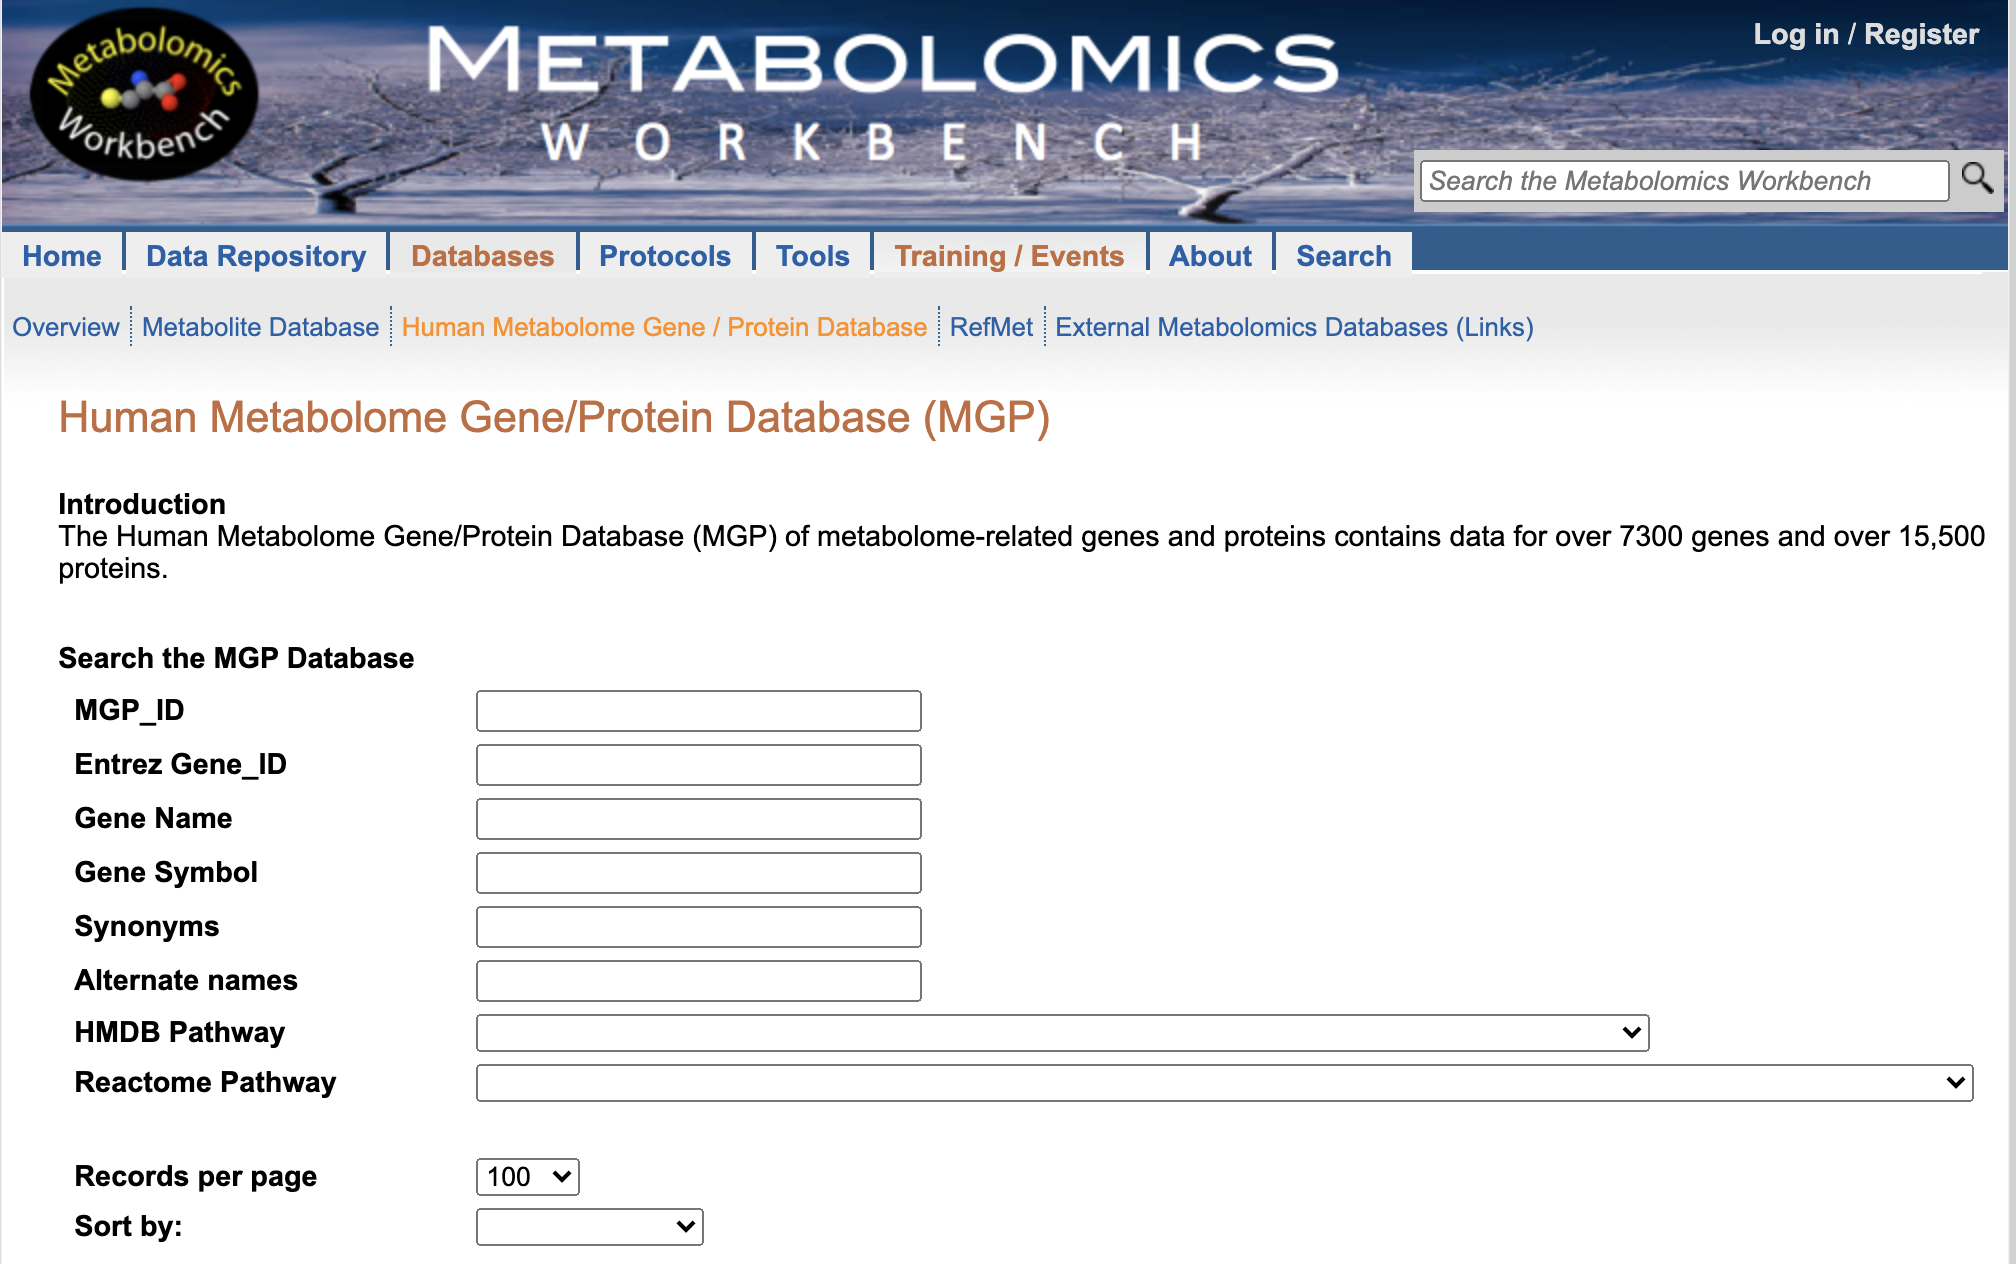 Metabolomics
Workbench
METABOLOMICS
WORKBENCH
Log in / Register
Search the Metabolomics Workbench
Home
Data Repository
Databases
Protocols
Tools
Training / Events
About
Search
Overview
Metabolite Database
Human Metabolome Gene / Protein Database
RefMet
External Metabolomics Databases (Links)
Human Metabolome Gene/Protein Database (MGP)
Introduction
The Human Metabolome Gene/Protein Database (MGP) of metabolome-related genes and proteins contains data for over 7300 genes and over 15,500
proteins.
Search the MGP Database
MGP_ID
Entrez Gene_ID
Gene Name
Gene Symbol
Synonyms
Alternate names
HMDB Pathway
Reactome Pathway
Records per page 100
Sort by: